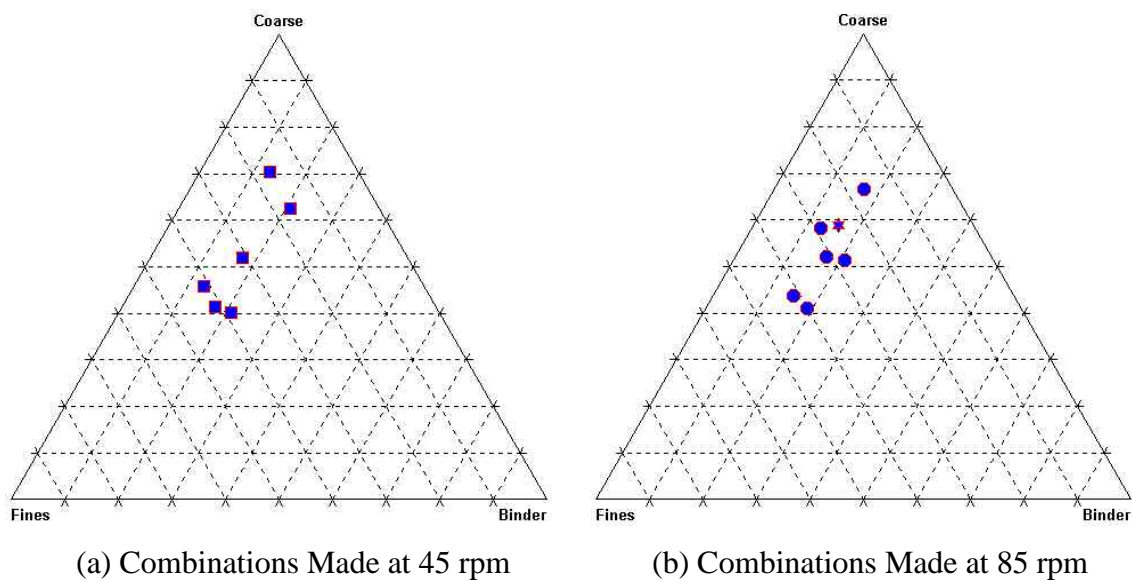 Coarse
Coarse
Fines
Binder
Fines
Binder
(a) Combinations Made at 45 rpm
(b) Combinations Made at 85 rpm